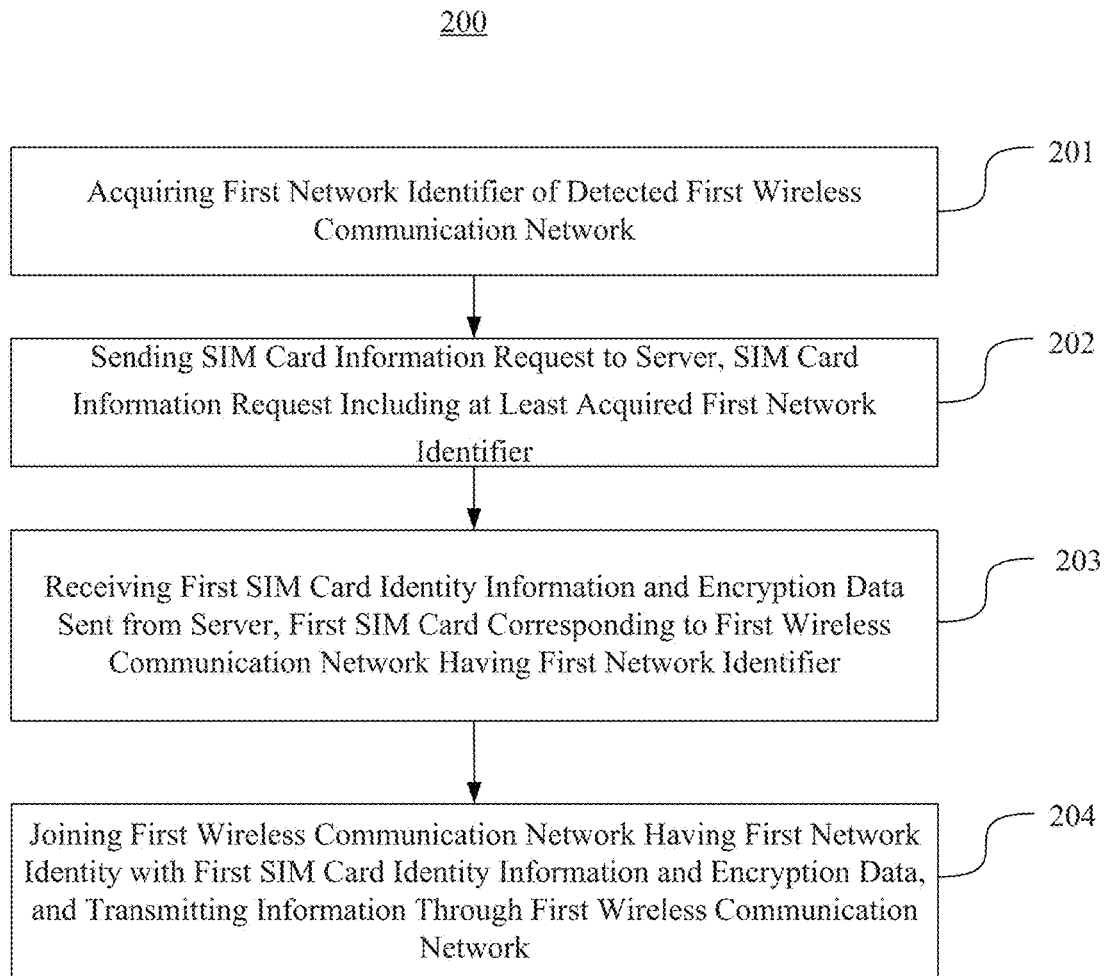 200
201
Acquiring First Network Identifier of Detected First Wireless
Communication Network
202
Sending SIM Card Information Request to Server, SIM Card
Information Request Including at Least Acquired First Network
Identifier
203
Receiving First SIM Card Identity Information and Encryption Data
Sent from Server, First SIM Card Corresponding to First Wireless
Communication Network Having First Network Identifier
204
Joining First Wireless Communication Network Having First Network
Identity with First SIM Card Identity Information and Encryption Data,
and Transmitting Information Through First Wireless Communication
Network